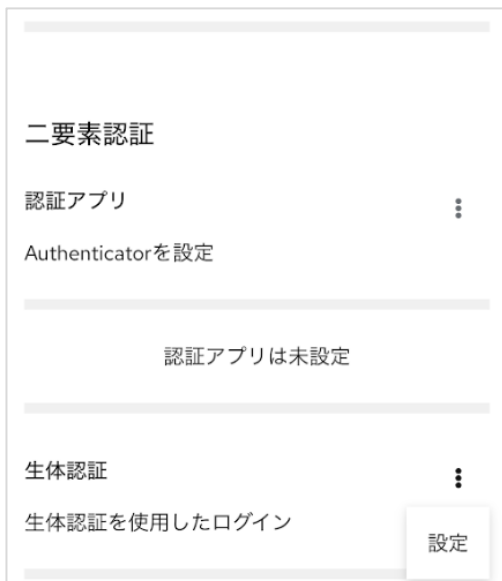 二要素認証
認証アプリ
Authenticatorを設定
認証アプリは未設定
生体認証
生体認証を使用したログイン
設定